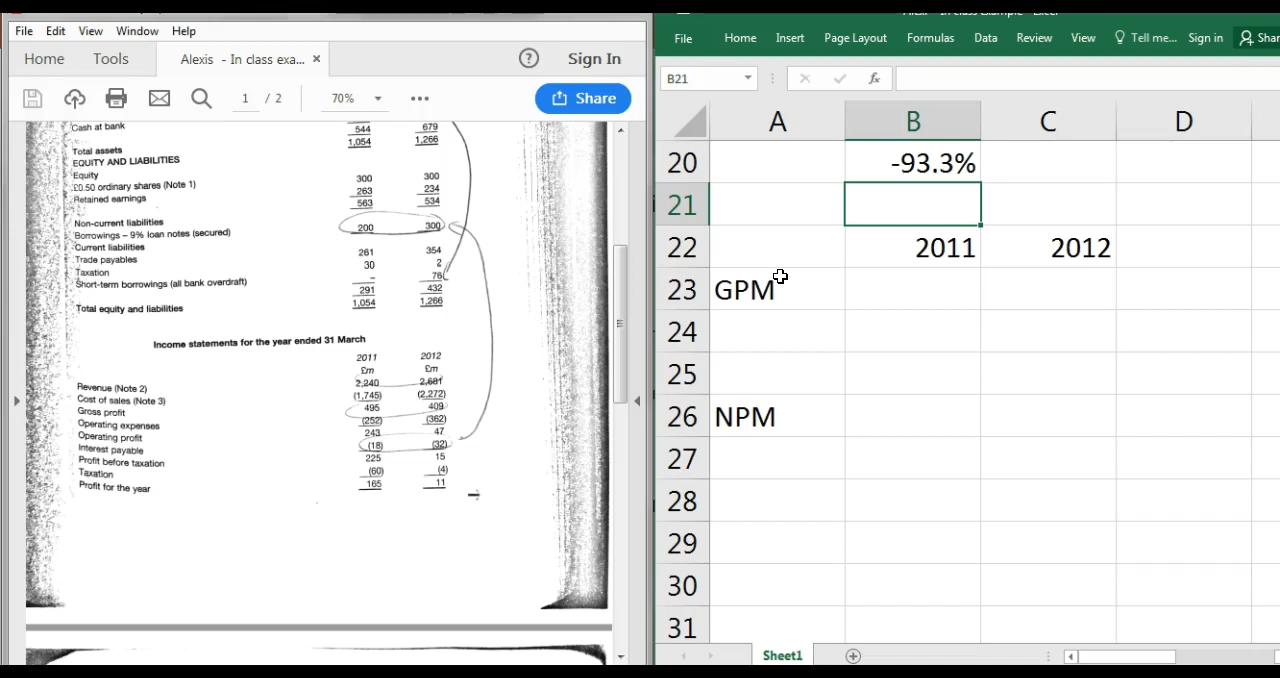 Alexis - In class Example - Excel
File Edit View Window Help
Home Tools Alexis - In class exa... × ? Sign In
1 / 2 70% ••• Share
Cash at bank 544 679
Total assets 1,054 1,266
EQUITY AND LIABILITIES
Equity
£0.50 ordinary shares (Note 1) 300 300
Retained earnings 263 234
563 534
Non-current liabilities
Borrowings – 9% loan notes (secured) 200 300
Current liabilities
Trade payables 261 354
Taxation 30 2
Short-term borrowings (all bank overdraft) – 76
291 432
Total equity and liabilities 1,054 1,266
Income statements for the year ended 31 March
2011 2012
£m £m
Revenue (Note 2) 2,240 2,681
Cost of sales (Note 3) (1,745) (2,272)
Gross profit 495 409
Operating expenses (252) (362)
Operating profit 243 47
Interest payable (18) (32)
Profit before taxation 225 15
Taxation (60) (4)
Profit for the year 165 11
File Home Insert Page Layout Formulas Data Review View Tell me... Sign in Shar
B21 fx
A B C D
20 -93.3%
21
22 2011 2012
23 GPM
24
25
26 NPM
27
28
29
30
31
Sheet1